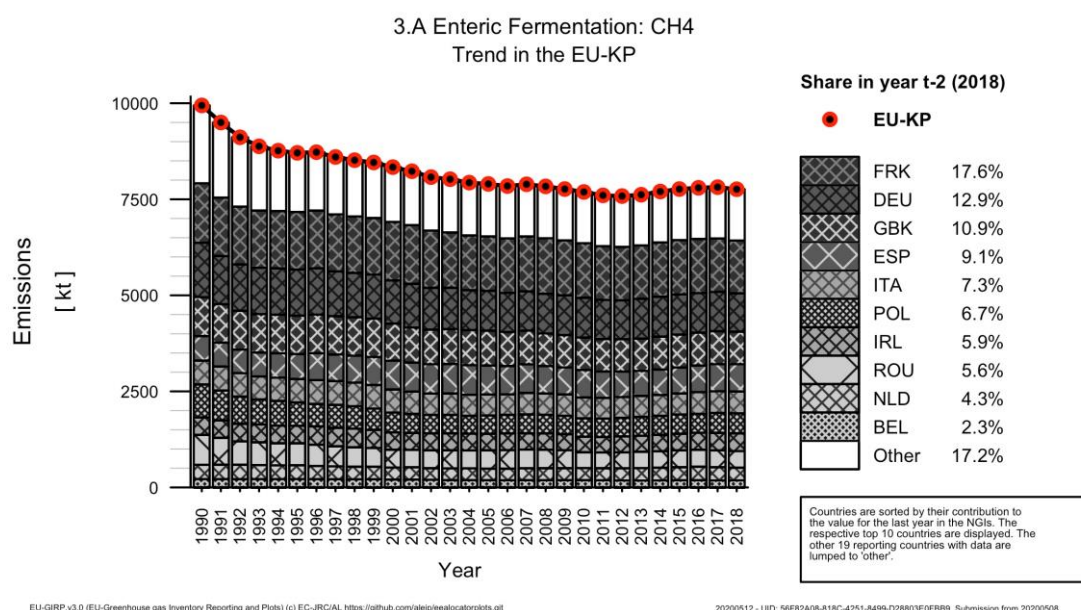 3.A Enteric Fermentation: CH4
Trend in the EU-KP
Emissions
[ kt ]
10000
7500
5000
2500
0
1990
1991
1992
1993
1994
1995
1996
1997
1998
1999
2000
2001
2002
2003
2004
2005
2006
2007
2008
2009
2010
2011
2012
2013
2014
2015
2016
2017
2018
Year
Share in year t-2 (2018)
EU-KP
FRK 17.6%
DEU 12.9%
GBK 10.9%
ESP 9.1%
ITA 7.3%
POL 6.7%
IRL 5.9%
ROU 5.6%
NLD 4.3%
BEL 2.3%
Other 17.2%
Countries are sorted by their contribution to
the value for the last year in the NGIs. The
respective top 10 countries are displayed. The
other 19 reporting countries with data are
lumped to 'other'.
EU-GIRP.v3.0 (EU-Greenhouse gas Inventory Reporting and Plots) (c) EC-JRC/AL https://github.com/aleip/eealocatorplots.git
20200512 - UID: Submission from 20200508